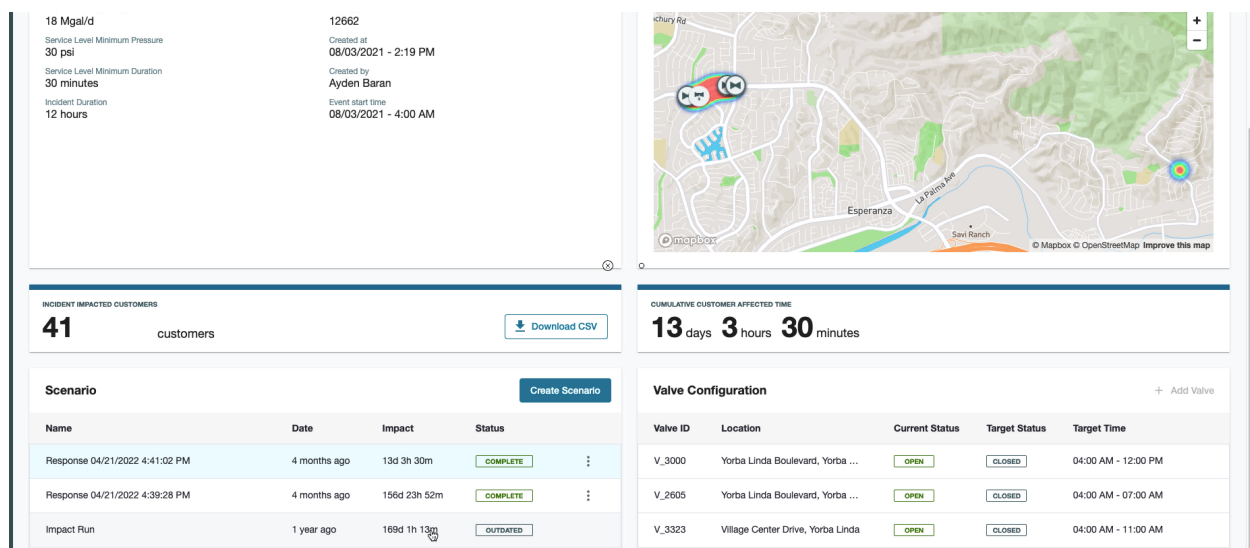 18 Mgal/d
12662
Service Level Minimum Pressure
30 psi
Created at
08/03/2021 - 2:19 PM
Service Level Minimum Duration
30 minutes
Created by
Ayden Baran
Incident Duration
12 hours
Event start time
08/03/2021 - 4:00 AM
+
−
La Palma Ave
Esperanza
Savi Ranch
mapbox
© Mapbox © OpenStreetMap Improve this map
INCIDENT IMPACTED CUSTOMERS
41 customers
Download CSV
CUMULATIVE CUSTOMER AFFECTED TIME
13 days 3 hours 30 minutes
Scenario
Create Scenario
Name Date Impact Status
Response 04/21/2022 4:41:02 PM 4 months ago 13d 3h 30m COMPLETE
Response 04/21/2022 4:39:28 PM 4 months ago 156d 23h 52m COMPLETE
Impact Run 1 year ago 169d 1h 13m OUTDATED
Valve Configuration
+ Add Valve
Valve ID Location Current Status Target Status Target Time
V_3000 Yorba Linda Boulevard, Yorba ... OPEN CLOSED 04:00 AM - 12:00 PM
V_2605 Yorba Linda Boulevard, Yorba ... OPEN CLOSED 04:00 AM - 07:00 AM
V_3323 Village Center Drive, Yorba Linda OPEN CLOSED 04:00 AM - 11:00 AM